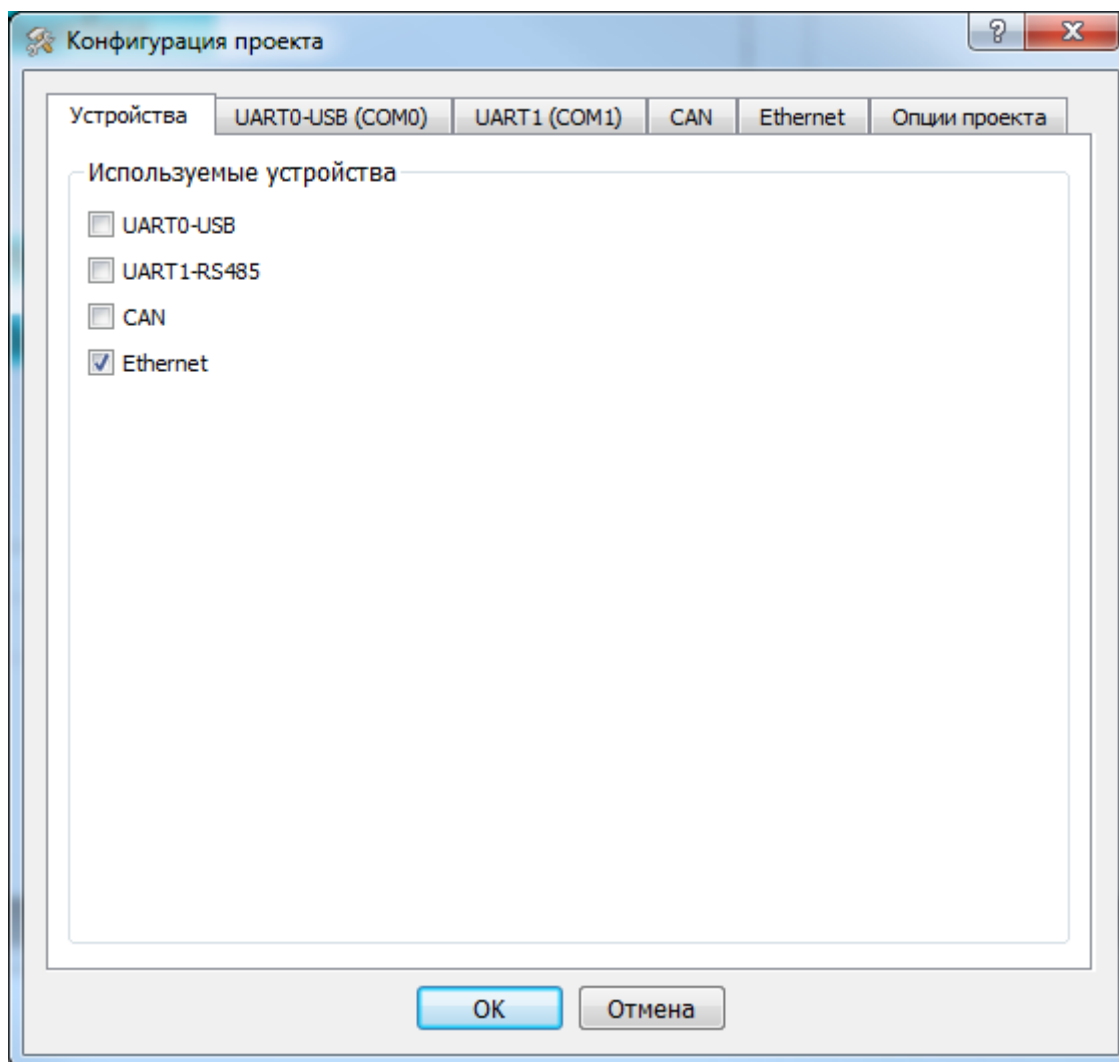 Конфигурация проекта
Устройства UART0-USB (COM0) UART1 (COM1) CAN Ethernet Опции проекта
Используемые устройства
UART0-USB
UART1-RS485
CAN
Ethernet
OK Отмена